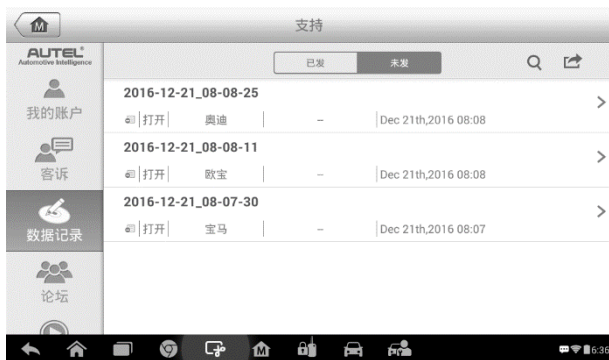 M
支持
AUTEL®
Automotive Intelligence
已发
未发
我的账户
客诉
数据记录
论坛
2016-12-21_08-08-25
打开 奥迪 -- Dec 21th,2016 08:08
2016-12-21_08-08-11
打开 欧宝 -- Dec 21th,2016 08:08
2016-12-21_08-07-30
打开 宝马 -- Dec 21th,2016 08:07
M
6:36